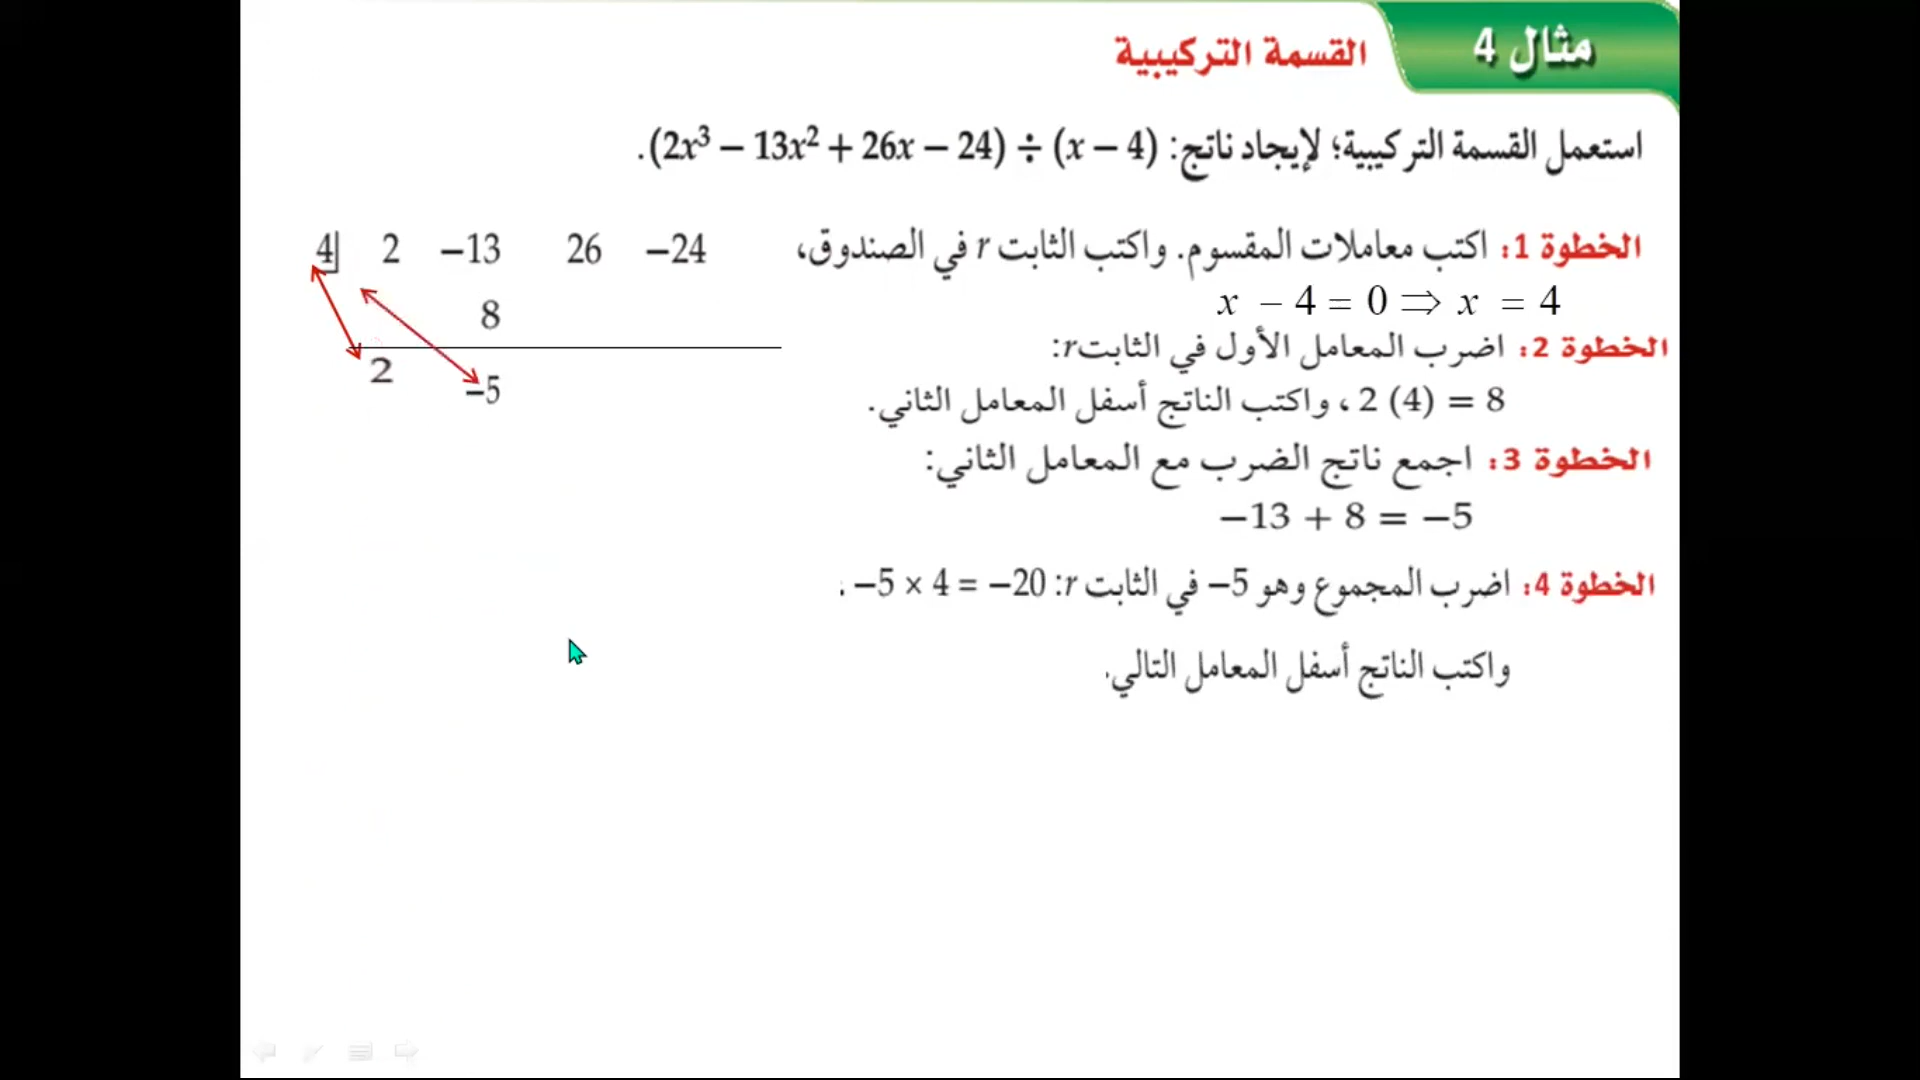 مثال 4
القسمة التركيبية
استعمل القسمة التركيبية؛ لإيجاد ناتج: (2x³ − 13x² + 26x − 24) ÷ (x − 4).
الخطوة 1: اكتب معاملات المقسوم. واكتب الثابت r في الصندوق،
x − 4 = 0 ⇒ x = 4
الخطوة 2: اضرب المعامل الأول في الثابت r:
2 (4) = 8 ، واكتب الناتج أسفل المعامل الثاني.
الخطوة 3: اجمع ناتج الضرب مع المعامل الثاني:
−13 + 8 = −5
الخطوة 4: اضرب المجموع وهو −5 في الثابت r: −5 × 4 = −20 ،
واكتب الناتج أسفل المعامل التالي.
4 2 −13 26 −24
8
2 −5